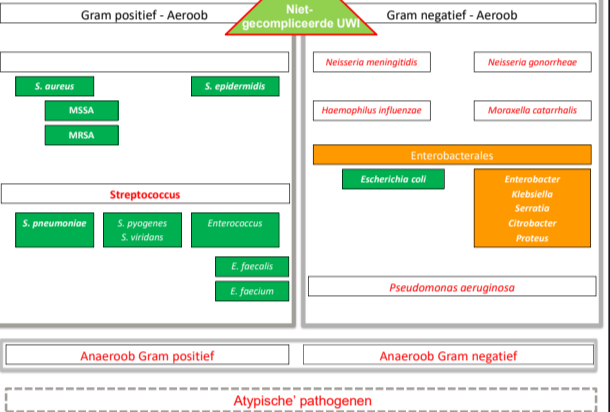 Gram positief - Aeroob
Niet-
gecompliceerde UWI
Gram negatief - Aeroob
S. aureus
S. epidermidis
MSSA
MRSA
Streptococcus
S. pneumoniae
S. pyogenes
S. viridans
Enterococcus
E. faecalis
E. faecium
Neisseria meningitidis
Neisseria gonorrheae
Haemophilus influenzae
Moraxella catarrhalis
Enterobacterales
Escherichia coli
Enterobacter
Klebsiella
Serratia
Citrobacter
Proteus
Pseudomonas aeruginosa
Anaeroob Gram positief
Anaeroob Gram negatief
Atypische' pathogenen